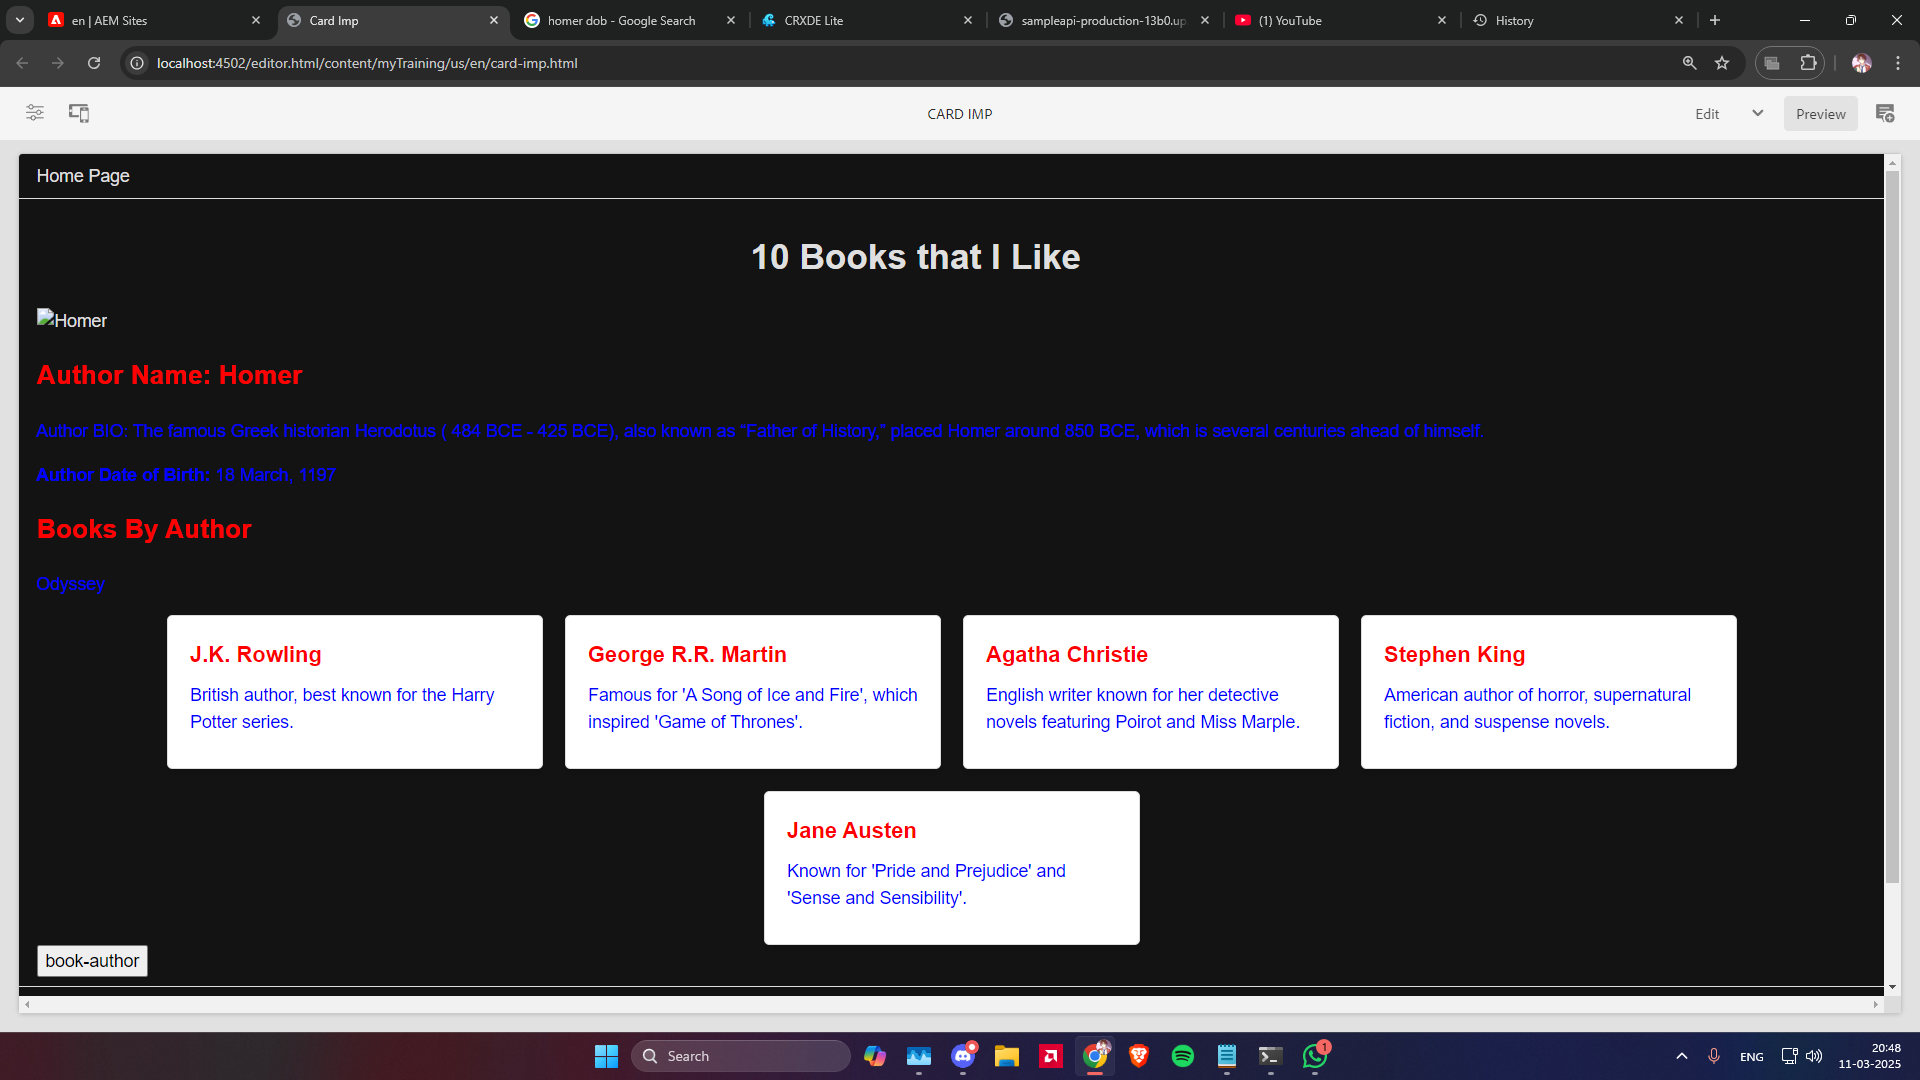 en | AEM Sites
Card Imp
homer dob - Google Search
CRXDE Lite
sampleapi-production-13b0.up
(1) YouTube
History
localhost:4502/editor.html/content/myTraining/us/en/card-imp.html
CARD IMP
Edit
Preview
Home Page
10 Books that I Like
Homer
Author Name: Homer
Author BIO: The famous Greek historian Herodotus ( 484 BCE - 425 BCE), also known as “Father of History,” placed Homer around 850 BCE, which is several centuries ahead of himself.
Author Date of Birth: 18 March, 1197
Books By Author
Odyssey
J.K. Rowling
British author, best known for the Harry
Potter series.
George R.R. Martin
Famous for 'A Song of Ice and Fire', which
inspired 'Game of Thrones'.
Agatha Christie
English writer known for her detective
novels featuring Poirot and Miss Marple.
Stephen King
American author of horror, supernatural
fiction, and suspense novels.
Jane Austen
Known for 'Pride and Prejudice' and
'Sense and Sensibility'.
book-author
Search
1
ENG
20:48
11-03-2025